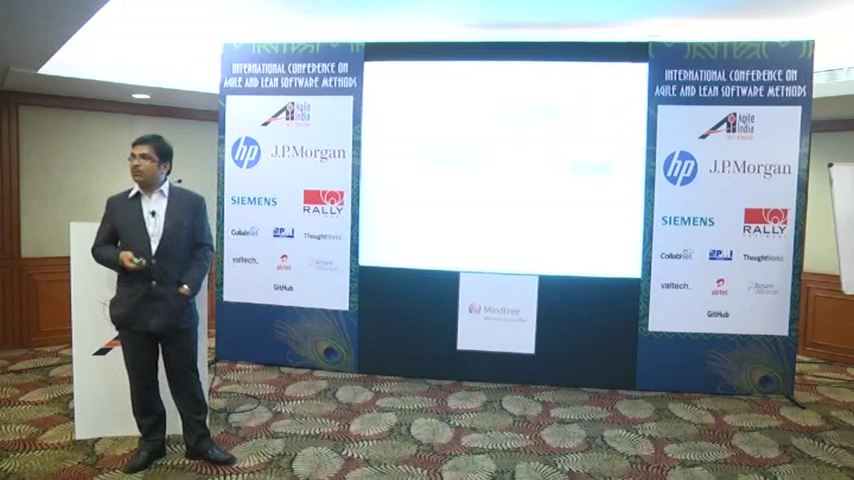 INTERNATIONAL CONFERENCE ON
AGILE AND LEAN SOFTWARE METHODS
Agile
India
hp J.P.Morgan
SIEMENS RALLY
CollabNet ThoughtWorks
valtech. airtel
GitHub
Mindtree
INTERNATIONAL CONFERENCE ON
AGILE AND LEAN SOFTWARE METHODS
Agile
India
hp J.P.Morgan
SIEMENS RALLY
CollabNet ThoughtWorks
valtech. airtel Scrum
GitHub